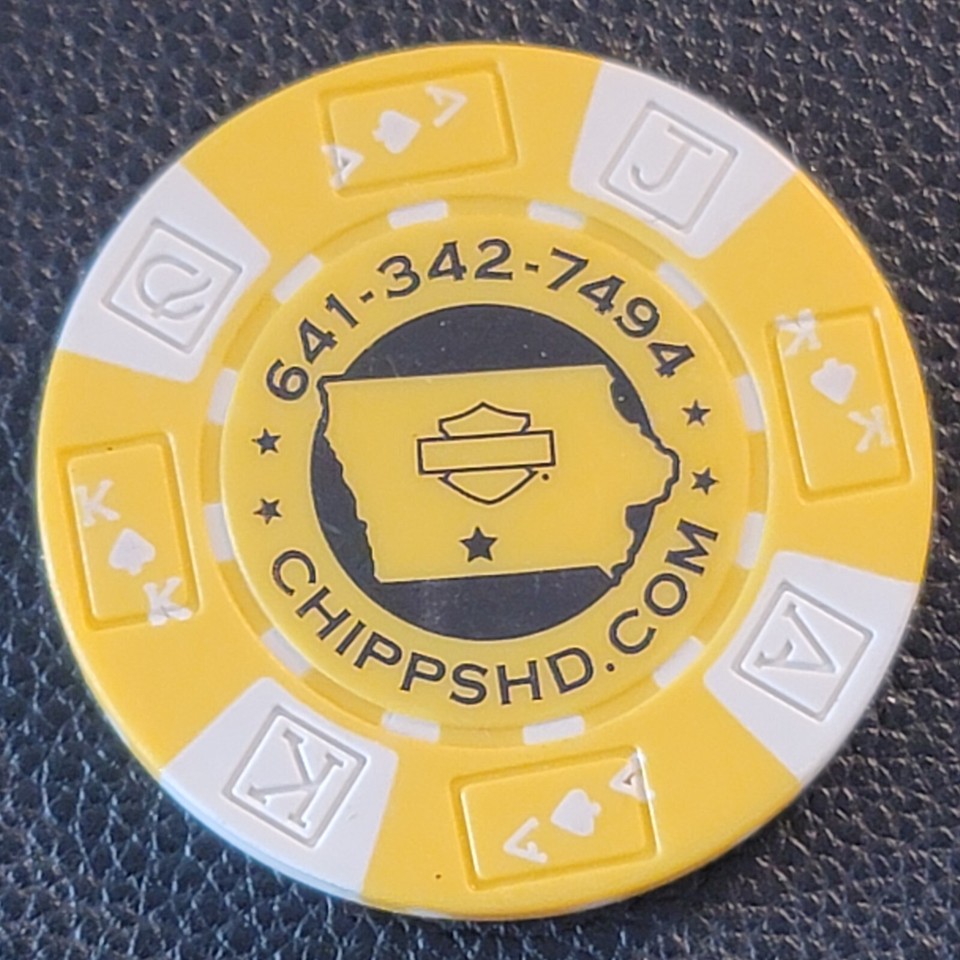 641-342-7494
CHIPPSHD.COM
A A
J
K K
A
A A
K
K K
Q